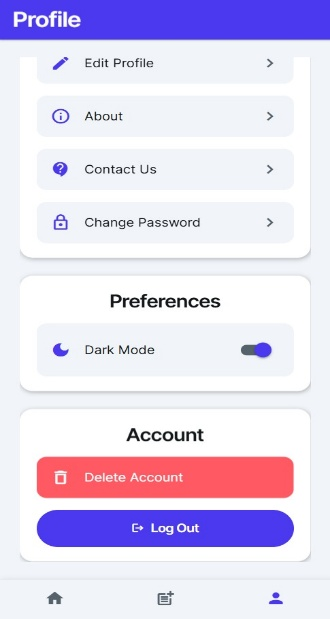 Profile
Edit Profile
About
Contact Us
Change Password
Preferences
Dark Mode
Account
Delete Account
Log Out